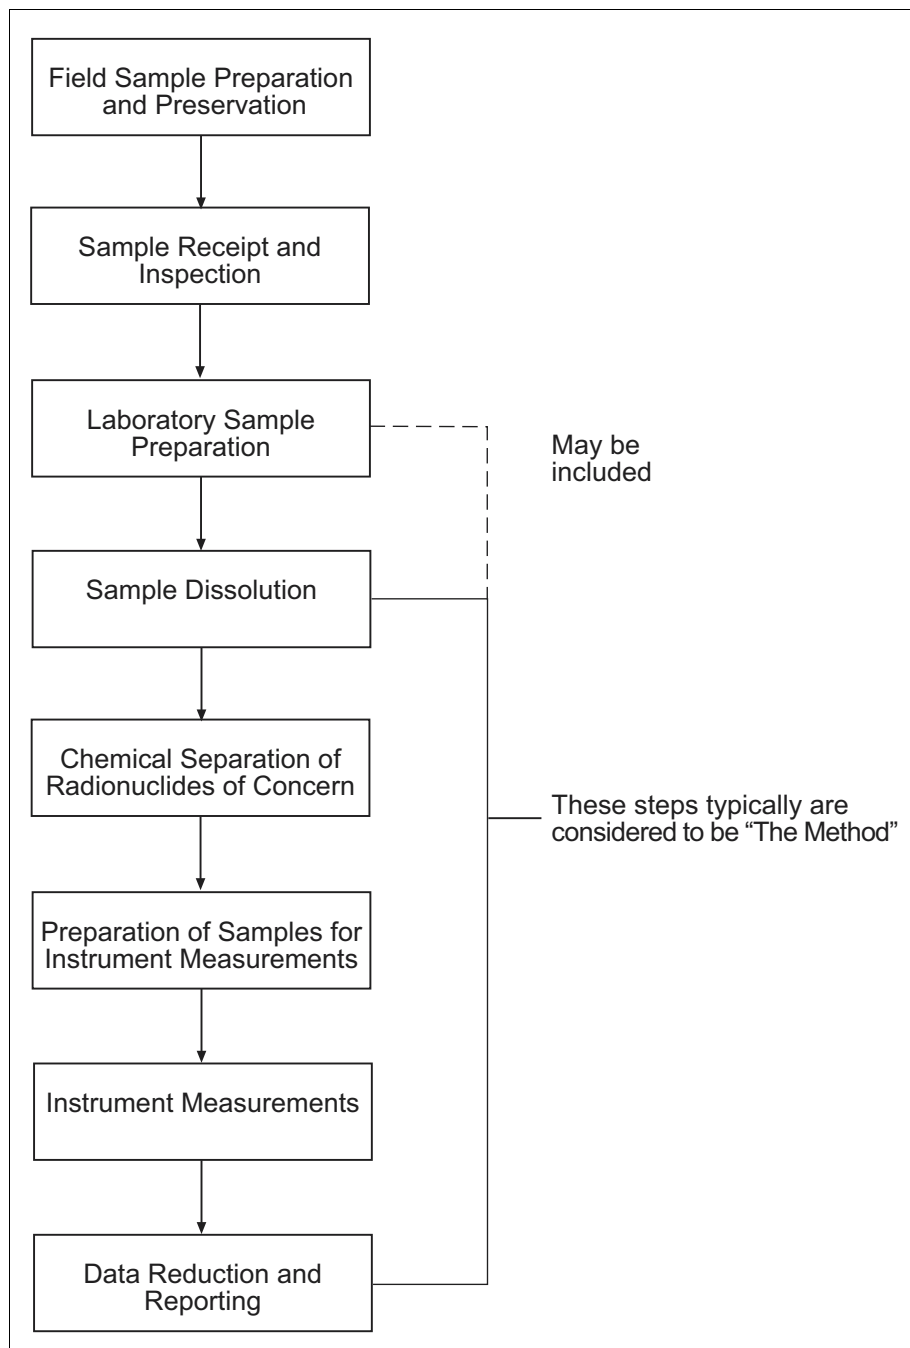 Field Sample Preparation
and Preservation
Sample Receipt and
Inspection
Laboratory Sample
Preparation
May be
included
Sample Dissolution
Chemical Separation of
Radionuclides of Concern
These steps typically are
considered to be “The Method”
Preparation of Samples for
Instrument Measurements
Instrument Measurements
Data Reduction and
Reporting